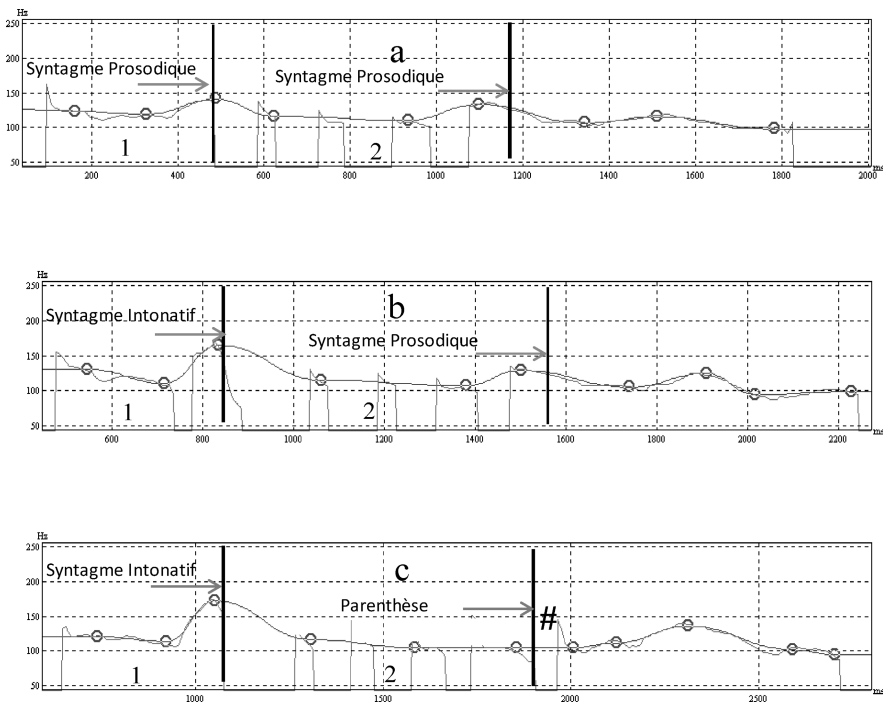 Hz
250
a
200
Syntagme Prosodique
Syntagme Prosodique
150
100
1
2
50
200 400 600 800 1000 1200 1400 1600 1800 2000 ms
Hz
250
b
Syntagme Intonatif
200
Syntagme Prosodique
150
100
1
2
50
600 800 1000 1200 1400 1600 1800 2000 2200 ms
Hz
250
c
Syntagme Intonatif
200
Parenthèse
#
150
100
1
2
50
1000 1500 2000 2500 ms